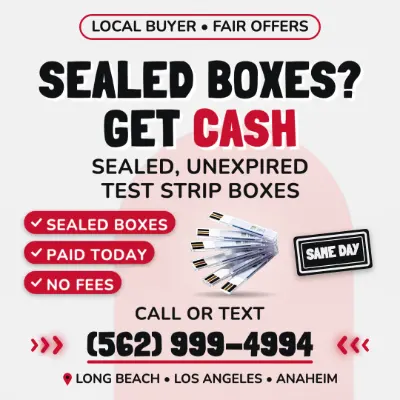 LOCAL BUYER • FAIR OFFERS
SEALED BOXES?
GET CASH
SEALED, UNEXPIRED
TEST STRIP BOXES
✓ SEALED BOXES
✓ PAID TODAY
✓ NO FEES
SAME DAY
CALL OR TEXT
(562) 999-4994
LONG BEACH • LOS ANGELES • ANAHEIM